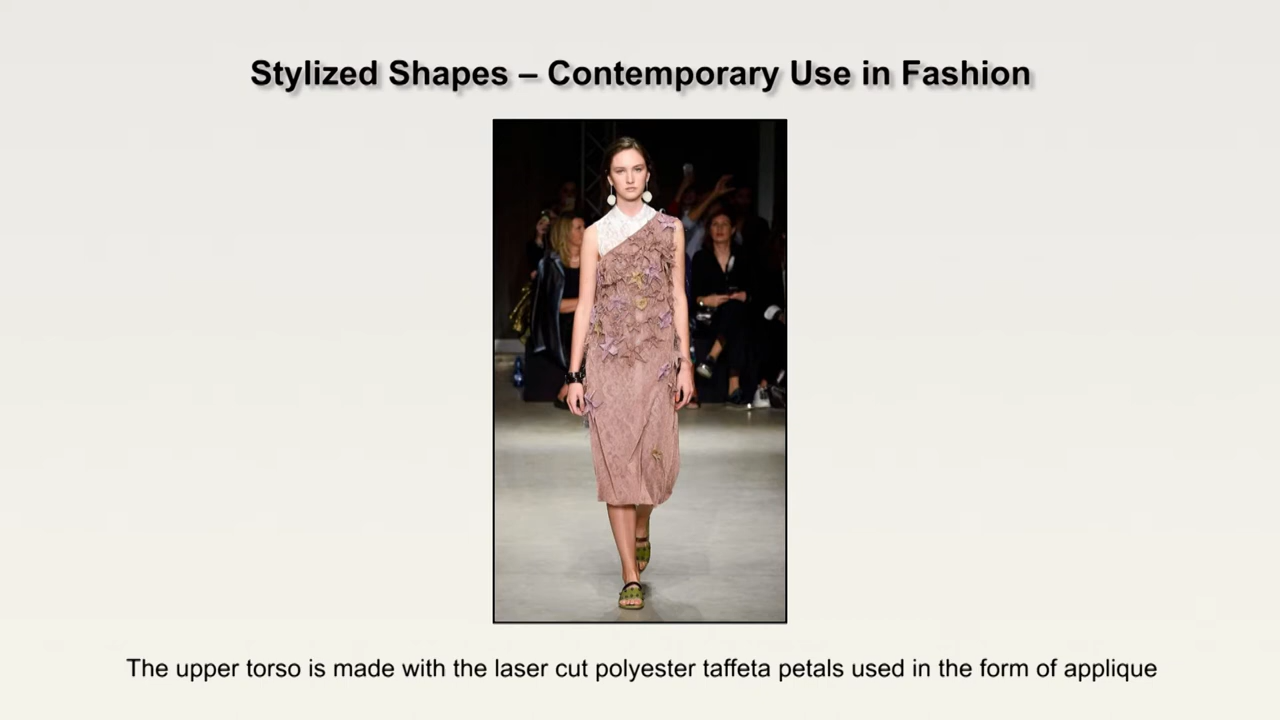 Stylized Shapes – Contemporary Use in Fashion
The upper torso is made with the laser cut polyester taffeta petals used in the form of applique